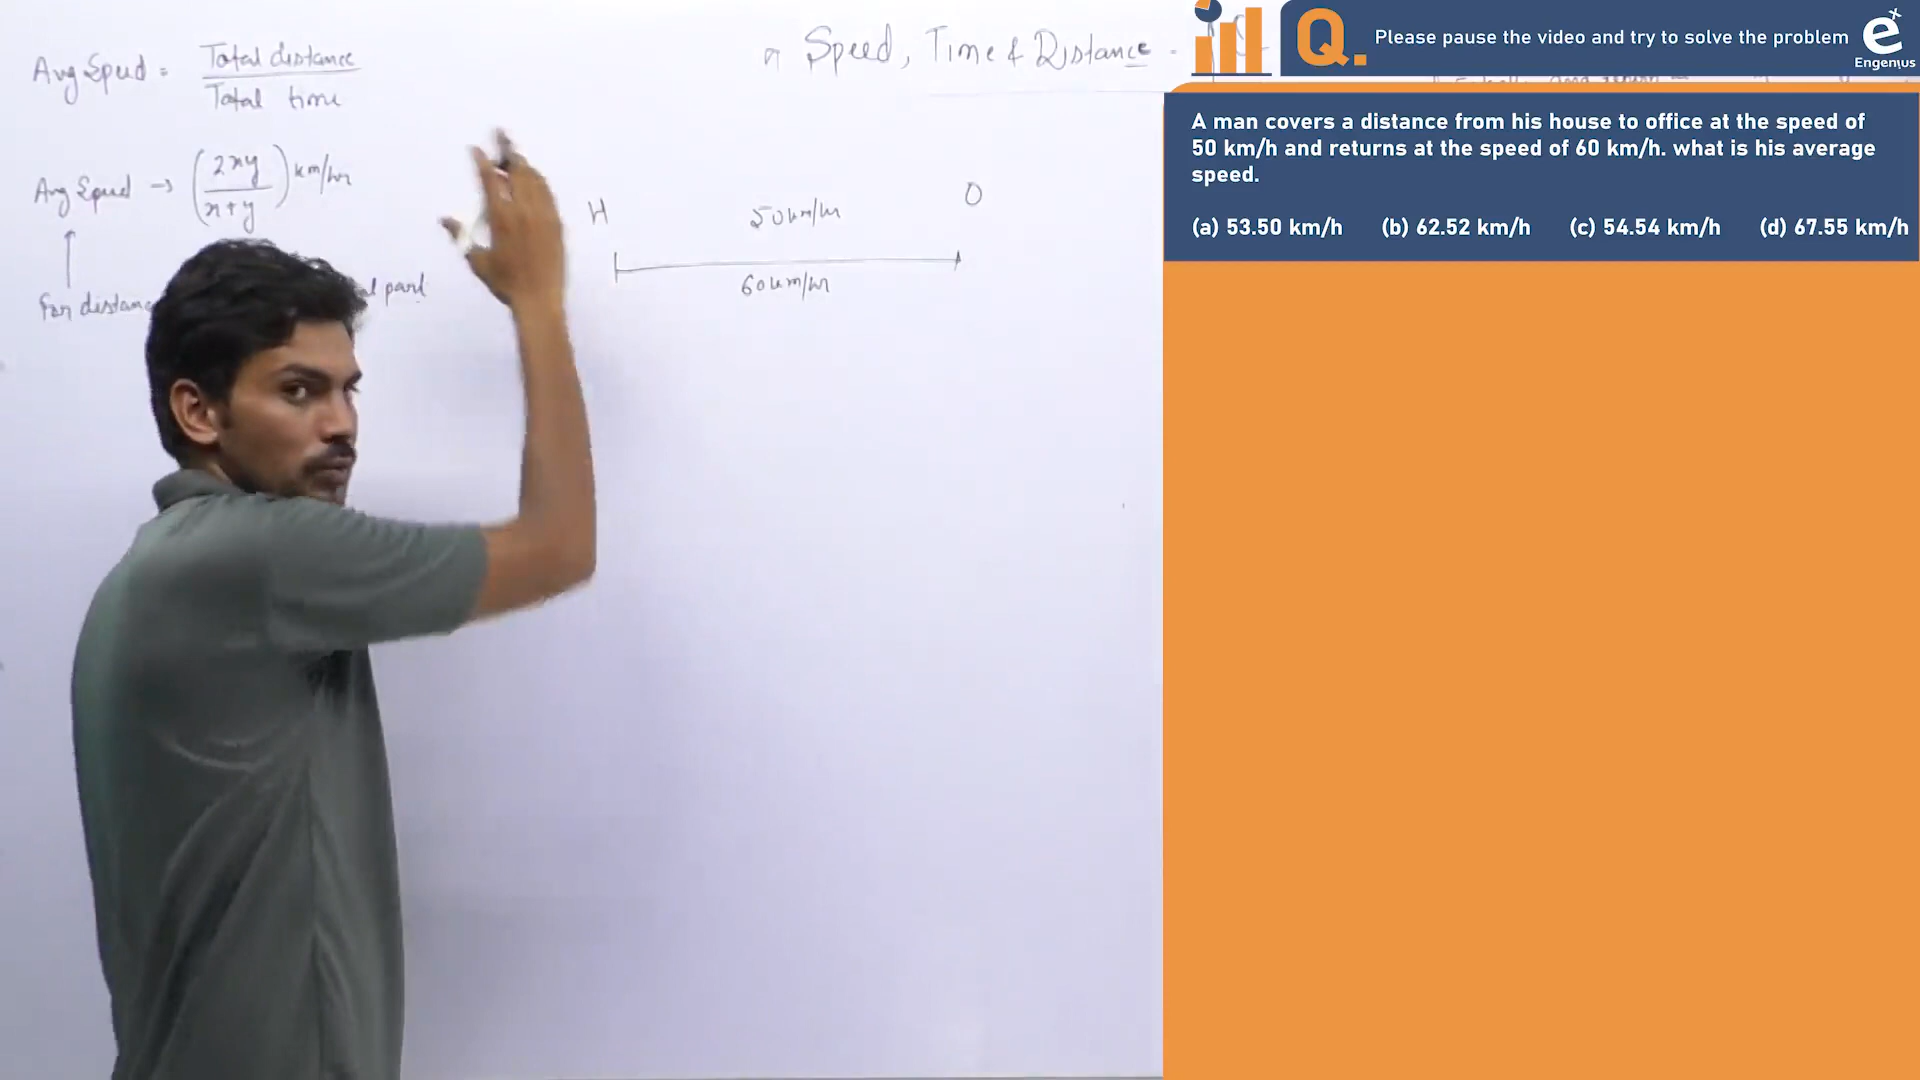 Avg Speed = Total distance
Total time
Avg Speed → (2xy
x+y) km/hr
For distance
al part
Speed, Time & Distance -
H
50 km/hr
O
60 km/hr
Q.
Please pause the video and try to solve the problem
ex
Engenius
A man covers a distance from his house to office at the speed of
50 km/h and returns at the speed of 60 km/h. what is his average
speed.
(a) 53.50 km/h (b) 62.52 km/h (c) 54.54 km/h (d) 67.55 km/h